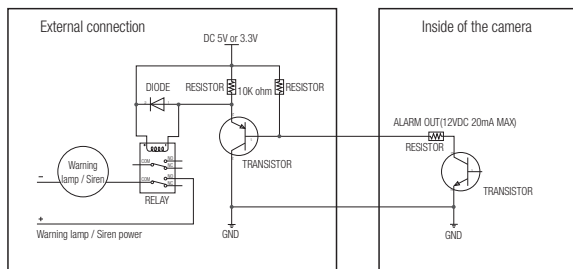 External connection
Inside of the camera
DC 5V or 3.3V
DIODE
RESISTOR
10K ohm
RESISTOR
ALARM OUT(12VDC 20mA MAX)
RESISTOR
TRANSISTOR
TRANSISTOR
COM
NO
NC
COM
NO
NC
RELAY
Warning
lamp / Siren
-
+
Warning lamp / Siren power
GND
GND